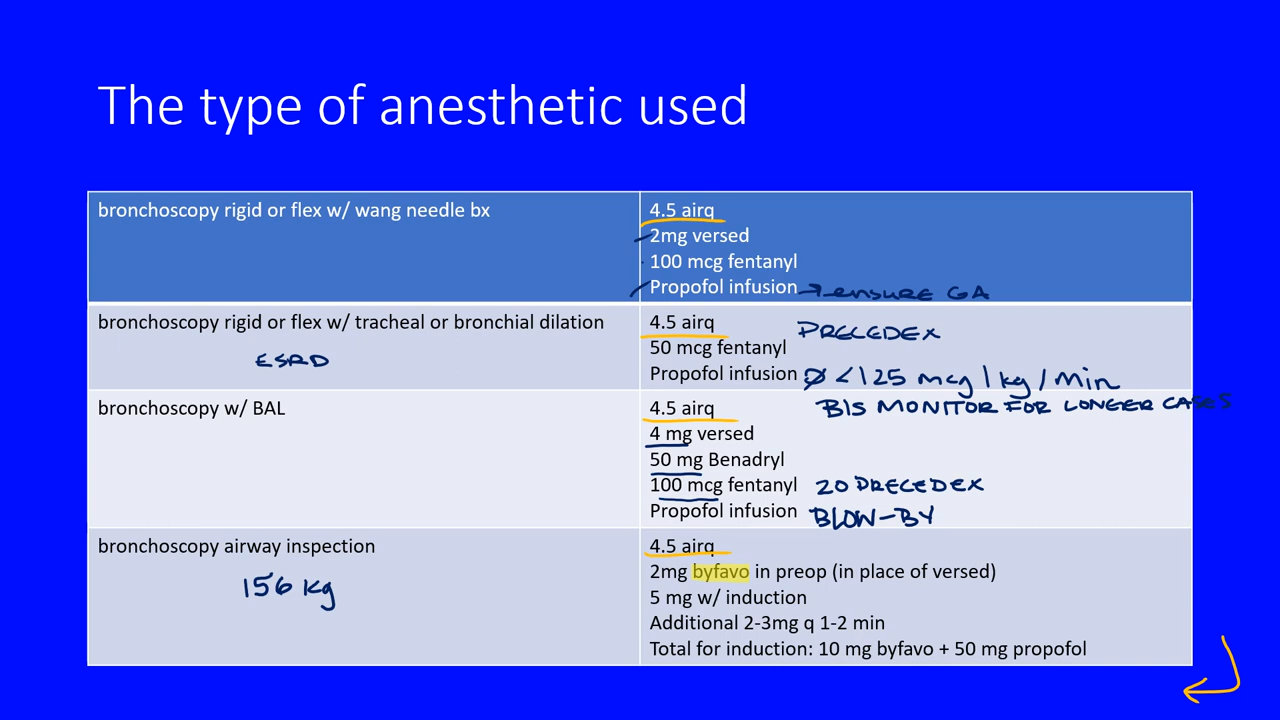 The type of anesthetic used
bronchoscopy rigid or flex w/ wang needle bx
4.5 airq
2mg versed
100 mcg fentanyl
Propofol infusion → ensure GA
bronchoscopy rigid or flex w/ tracheal or bronchial dilation
ESRD
4.5 airq
PRECEDEX
50 mcg fentanyl
Propofol infusion Ø <125 mcg/kg/min
bronchoscopy w/ BAL
4.5 airq
BIS MONITOR FOR LONGER CASES
4 mg versed
50 mg Benadryl
100 mcg fentanyl 20 PRECEDEX
Propofol infusion BLOW-BY
bronchoscopy airway inspection
156 kg
4.5 airq
2mg byfavo in preop (in place of versed)
5 mg w/ induction
Additional 2-3mg q 1-2 min
Total for induction: 10 mg byfavo + 50 mg propofol